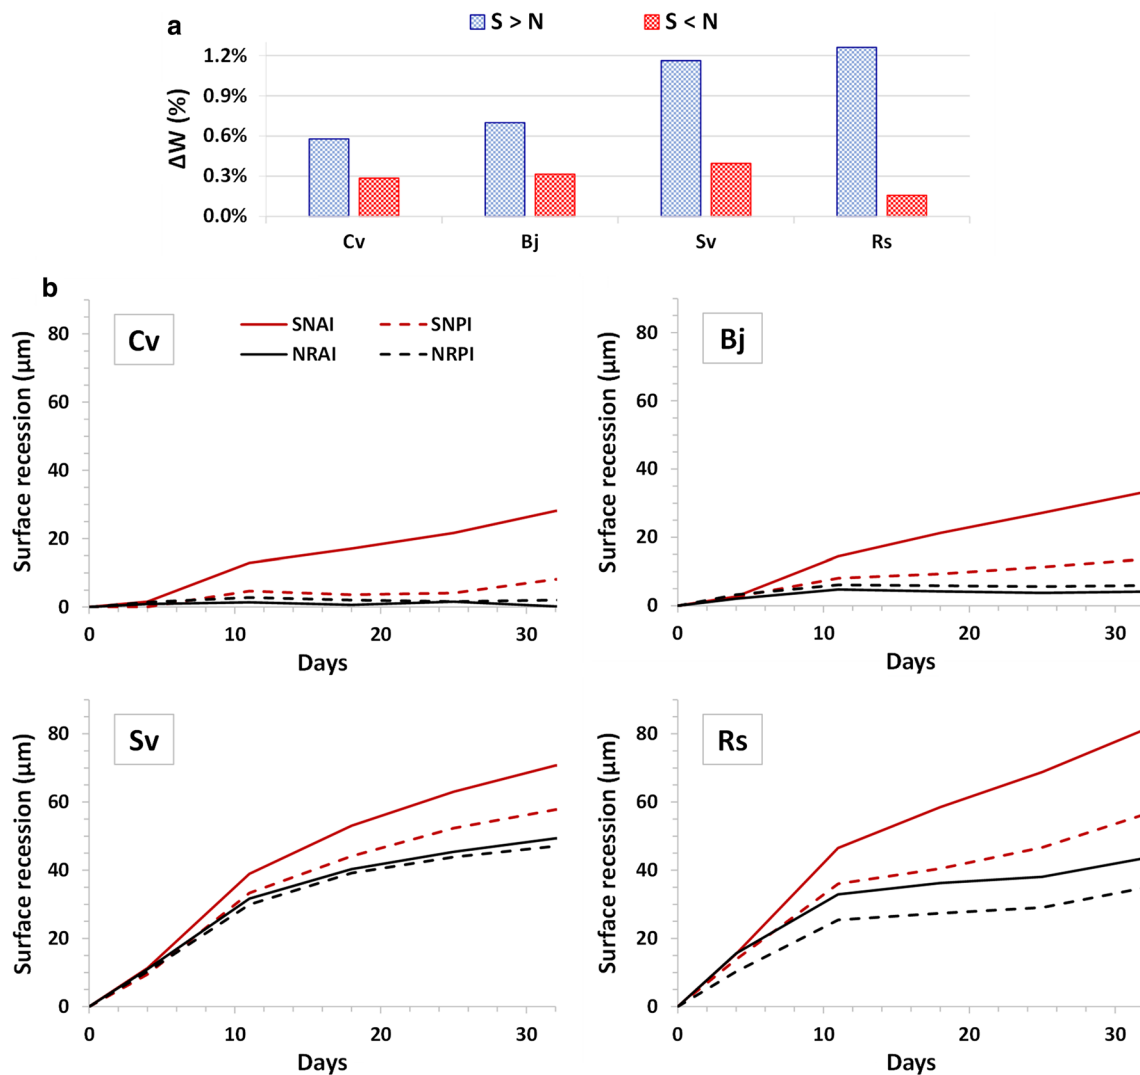 a
S > N S < N
ΔW (%)
1.2%
0.9%
0.6%
0.3%
0.0%
Cv Bj Sv Rs
b
Cv
SNAI SNPI
NRAI NRPI
Surface recession (µm)
80
60
40
20
0
0 10 20 30
Days
Bj
Surface recession (µm)
80
60
40
20
0
0 10 20 30
Days
Sv
Surface recession (µm)
80
60
40
20
0
0 10 20 30
Days
Rs
Surface recession (µm)
80
60
40
20
0
0 10 20 30
Days